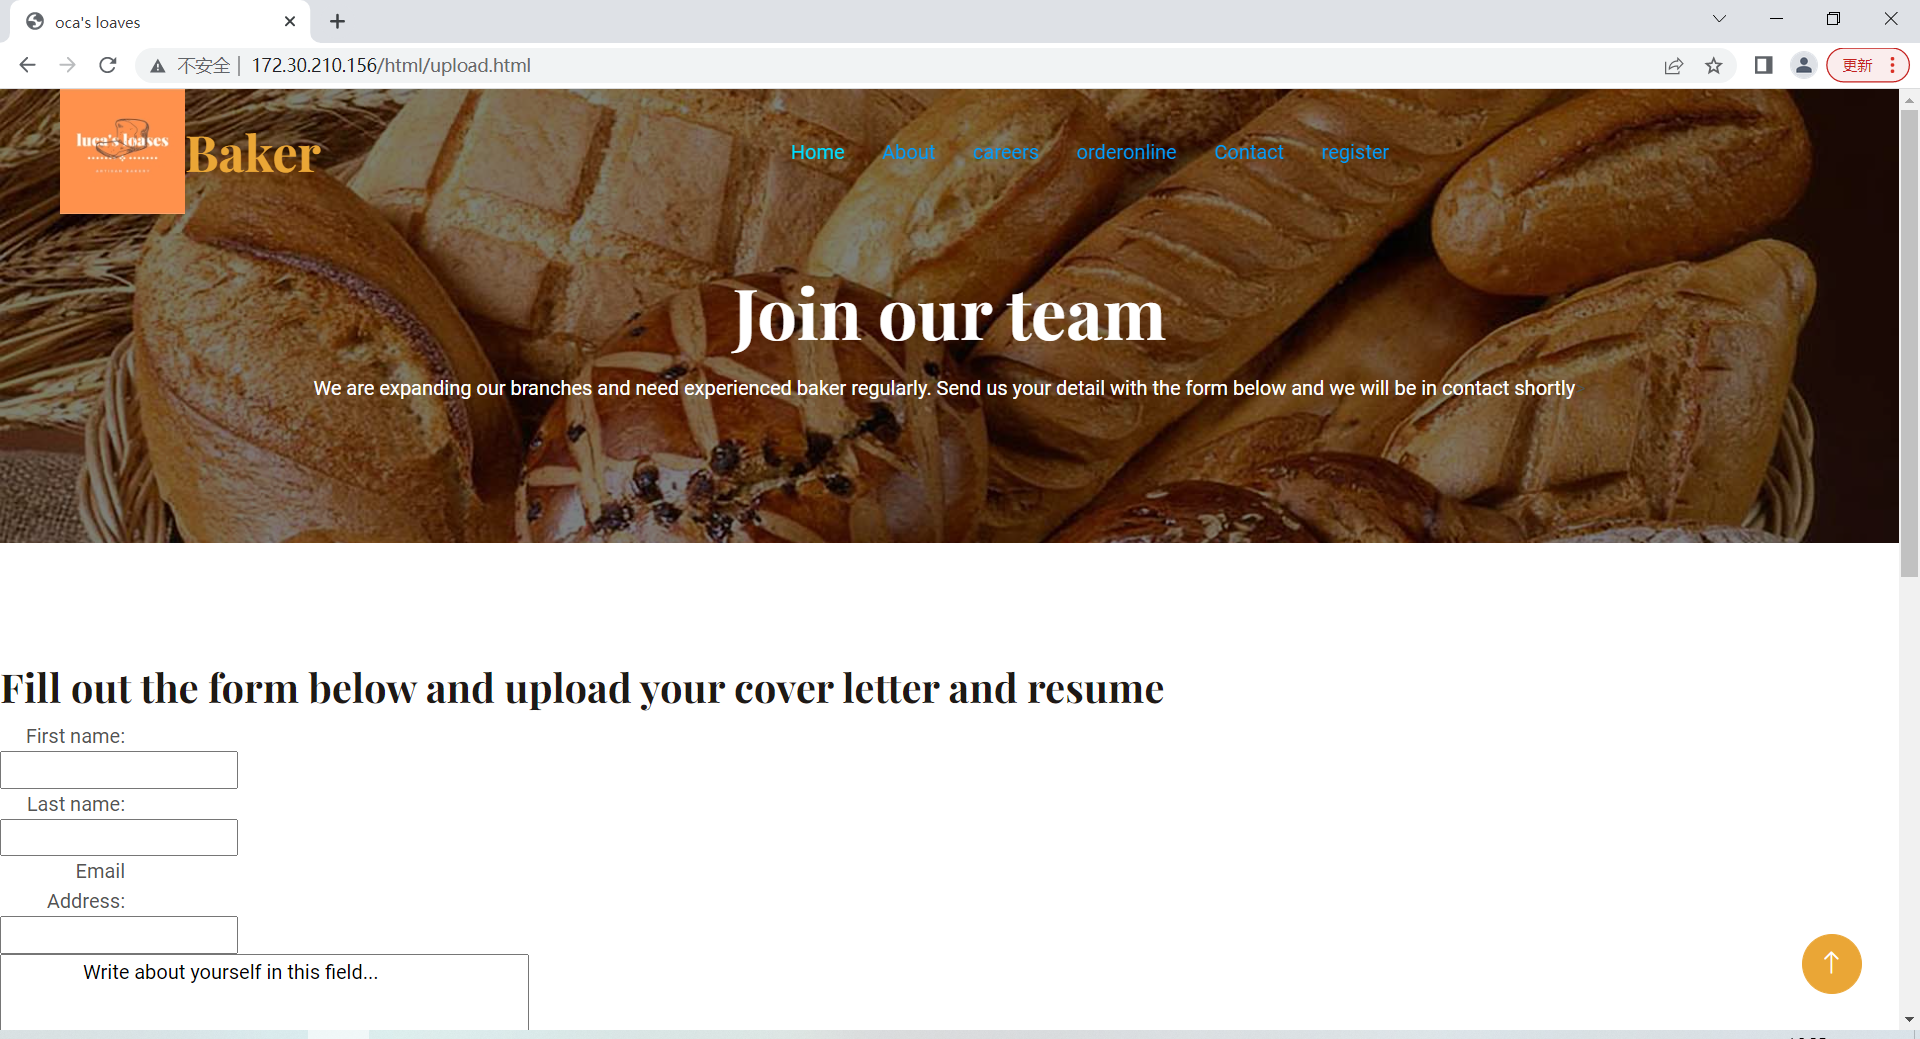 oca's loaves
不安全 | 172.30.210.156/html/upload.html
更新
luca's loaves
ARTISAN BAKERY
Baker
Home About careers orderonline Contact register
Join our team
We are expanding our branches and need experienced baker regularly. Send us your detail with the form below and we will be in contact shortly
Fill out the form below and upload your cover letter and resume
First name:
Last name:
Email
Address:
Write about yourself in this field...